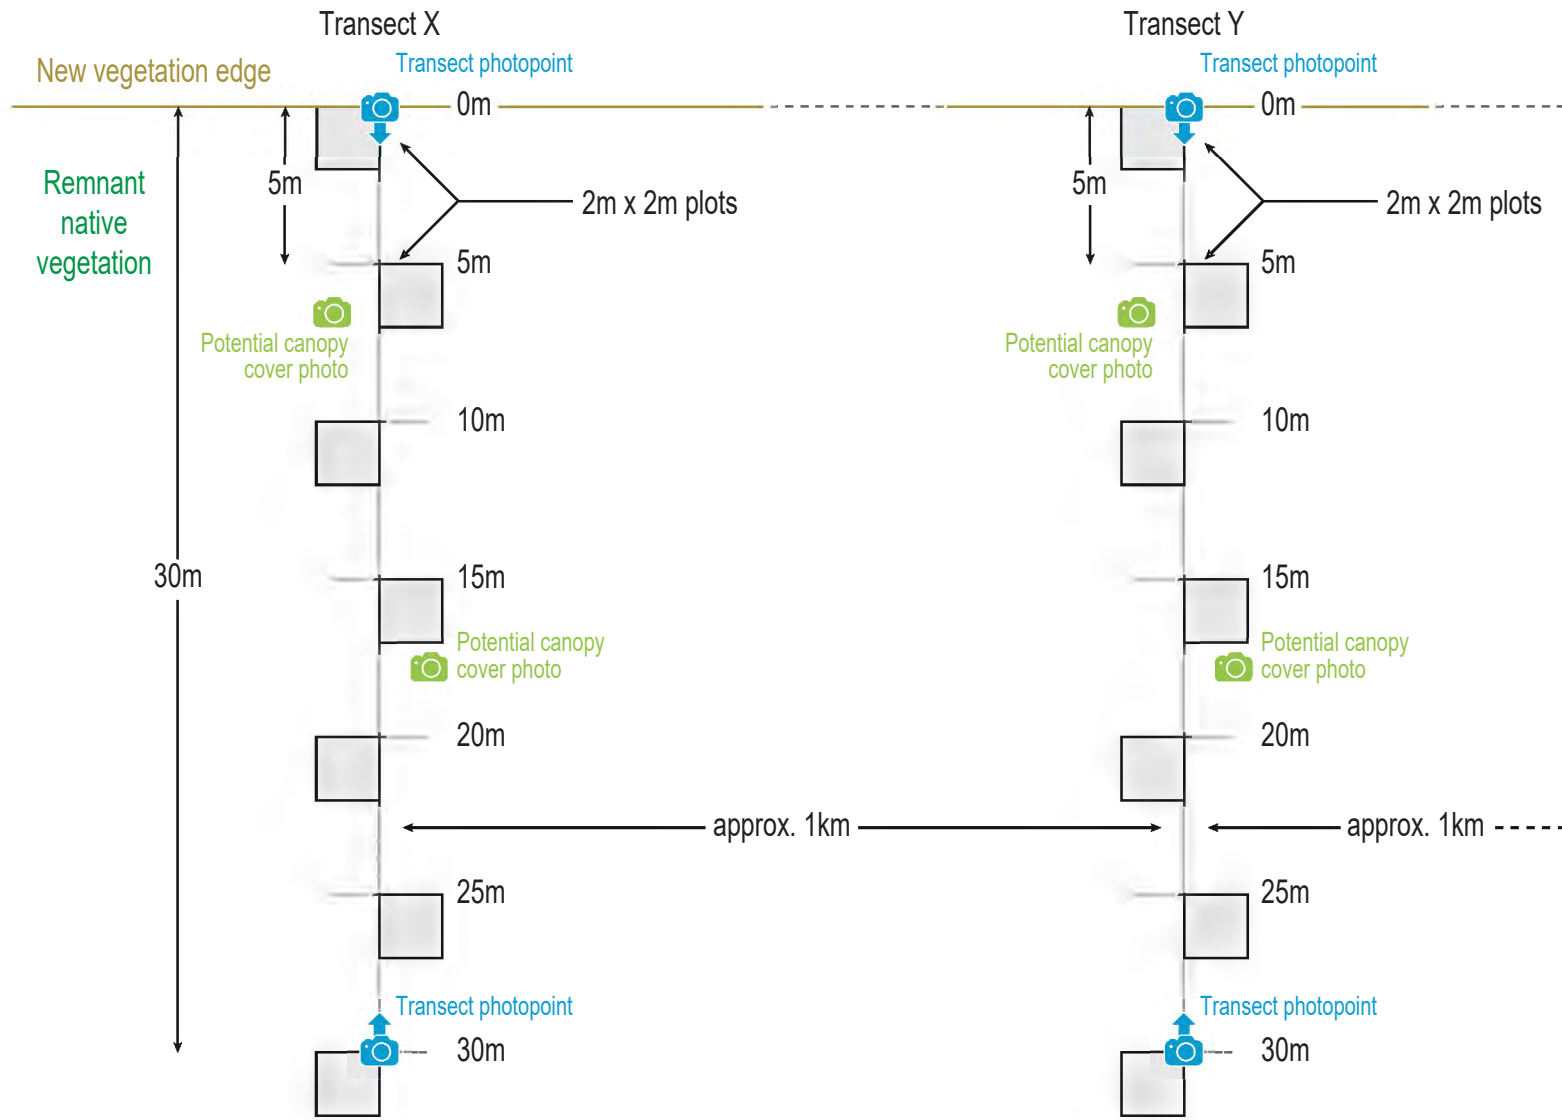 Transect X
Transect Y
New vegetation edge
Transect photopoint
Transect photopoint
0m
0m
Remnant
native
vegetation
5m
2m x 2m plots
5m
2m x 2m plots
5m
5m
Potential canopy
cover photo
Potential canopy
cover photo
10m
10m
30m
15m
15m
Potential canopy
cover photo
Potential canopy
cover photo
20m
20m
approx. 1km
approx. 1km
25m
25m
Transect photopoint
Transect photopoint
30m
30m